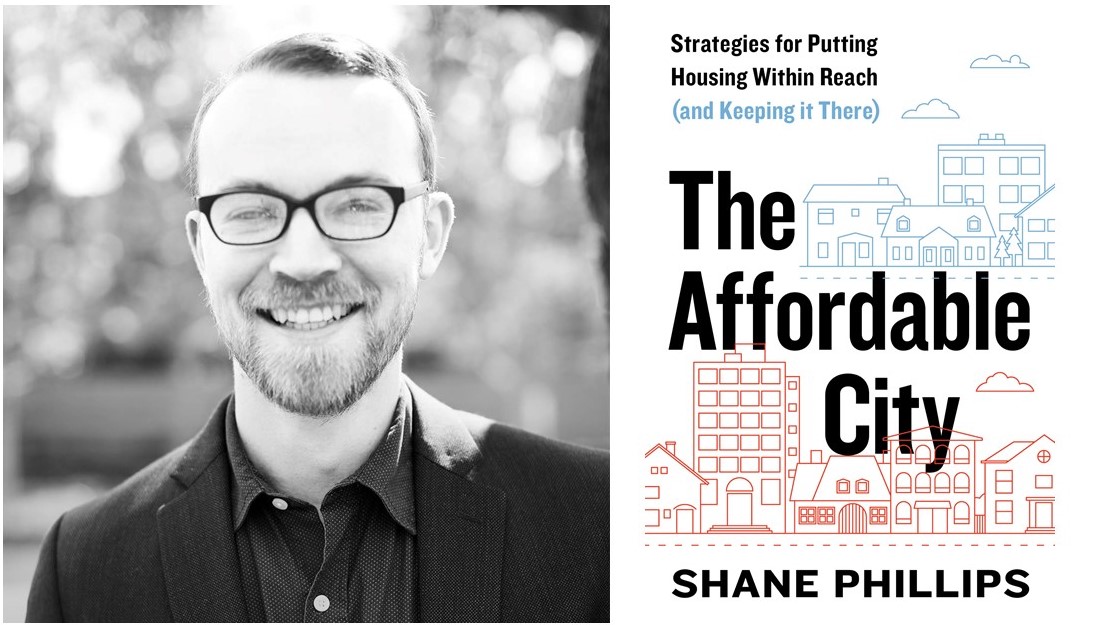 Strategies for Putting
Housing Within Reach
(and Keeping it There)
The
Affordable
City
SHANE PHILLIPS